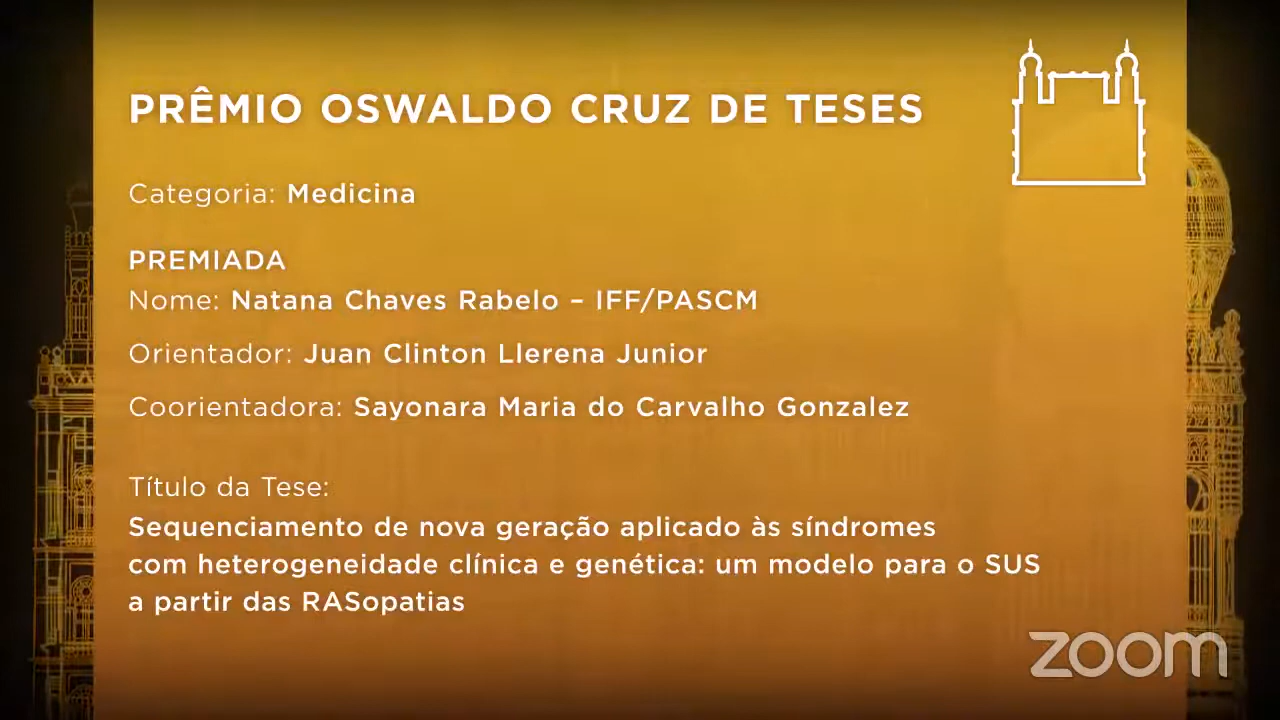 PRÊMIO OSWALDO CRUZ DE TESES
Categoria: Medicina
PREMIADA
Nome: Natana Chaves Rabelo – IFF/PASCM
Orientador: Juan Clinton Llerena Junior
Coorientadora: Sayonara Maria do Carvalho Gonzalez
Título da Tese:
Sequenciamento de nova geração aplicado às síndromes
com heterogeneidade clínica e genética: um modelo para o SUS
a partir das RASopatias
zoom